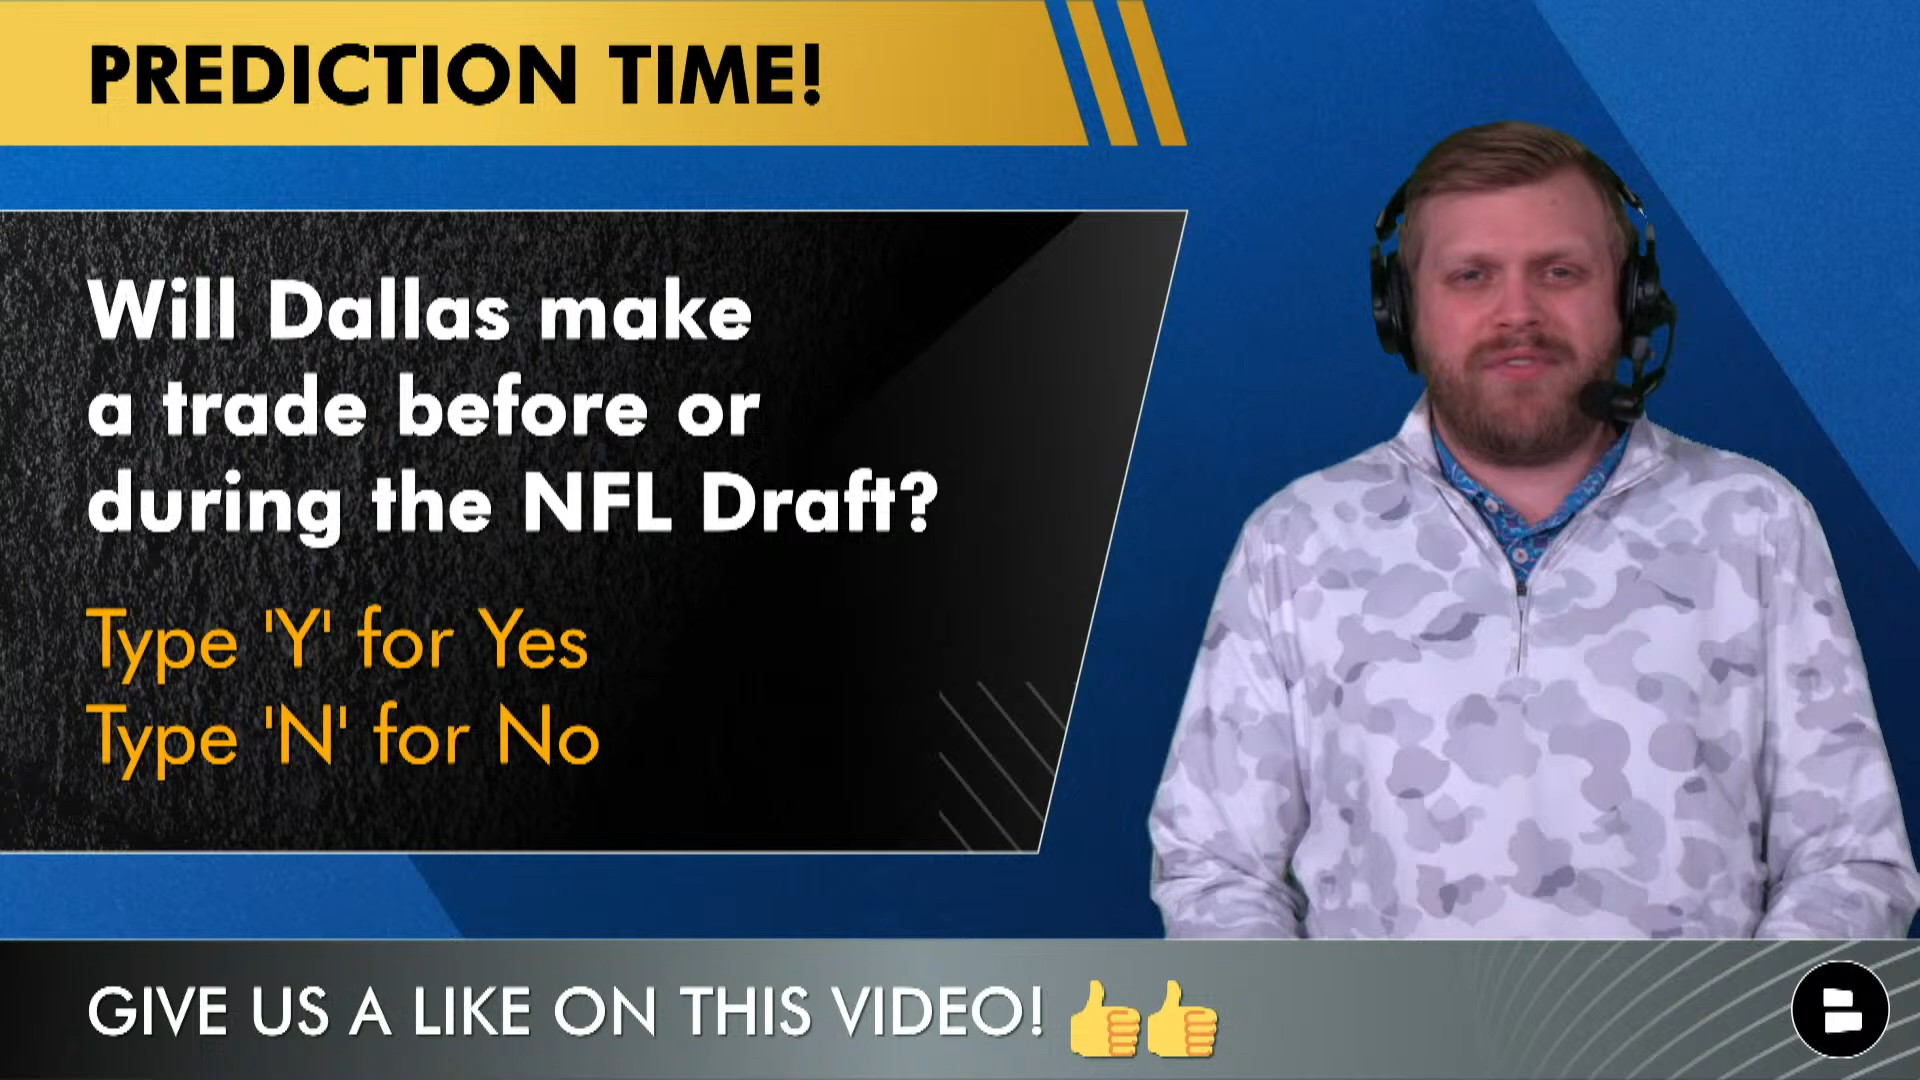 PREDICTION TIME!
Will Dallas make
a trade before or
during the NFL Draft?
Type 'Y' for Yes
Type 'N' for No
GIVE US A LIKE ON THIS VIDEO!